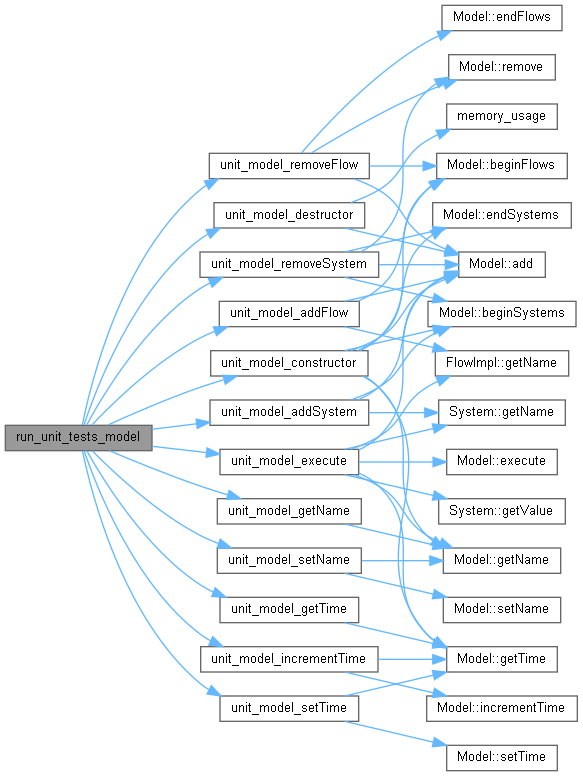 run_unit_tests_model
unit_model_removeFlow
unit_model_destructor
unit_model_removeSystem
unit_model_addFlow
unit_model_constructor
unit_model_addSystem
unit_model_execute
unit_model_getName
unit_model_setName
unit_model_getTime
unit_model_incrementTime
unit_model_setTime
Model::endFlows
Model::remove
memory_usage
Model::beginFlows
Model::endSystems
Model::add
Model::beginSystems
FlowImpl::getName
System::getName
Model::execute
System::getValue
Model::getName
Model::setName
Model::getTime
Model::incrementTime
Model::setTime